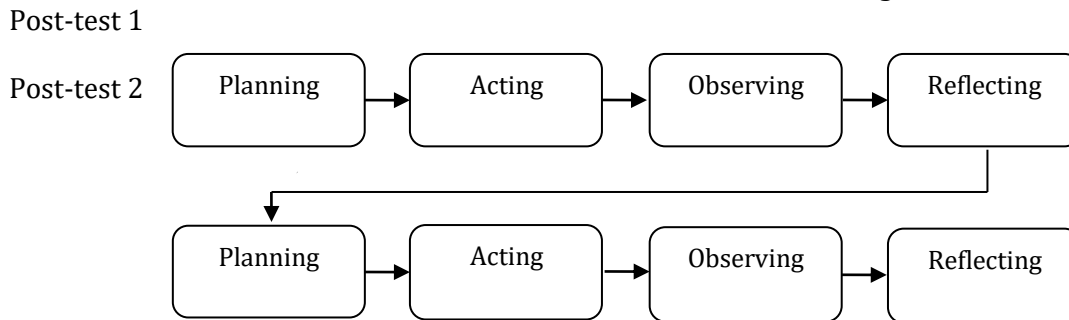 Post-test 1
Post-test 2
Planning
Acting
Observing
Reflecting
Planning
Acting
Observing
Reflecting